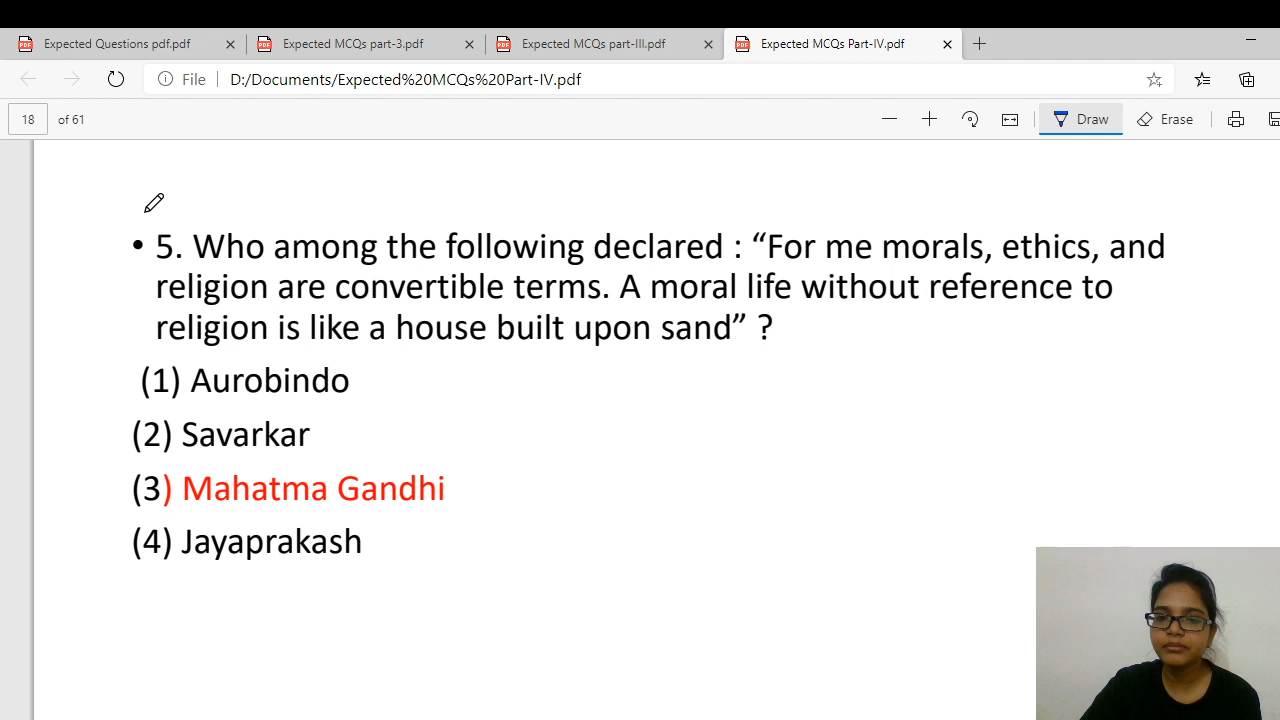 Expected Questions pdf.pdf
Expected MCQs part-3.pdf
Expected MCQs part-III.pdf
Expected MCQs Part-IV.pdf
File
D:/Documents/Expected%20MCQs%20Part-IV.pdf
18 of 61
Draw
Erase
• 5. Who among the following declared : “For me morals, ethics, and
religion are convertible terms. A moral life without reference to
religion is like a house built upon sand” ?
(1) Aurobindo
(2) Savarkar
(3) Mahatma Gandhi
(4) Jayaprakash